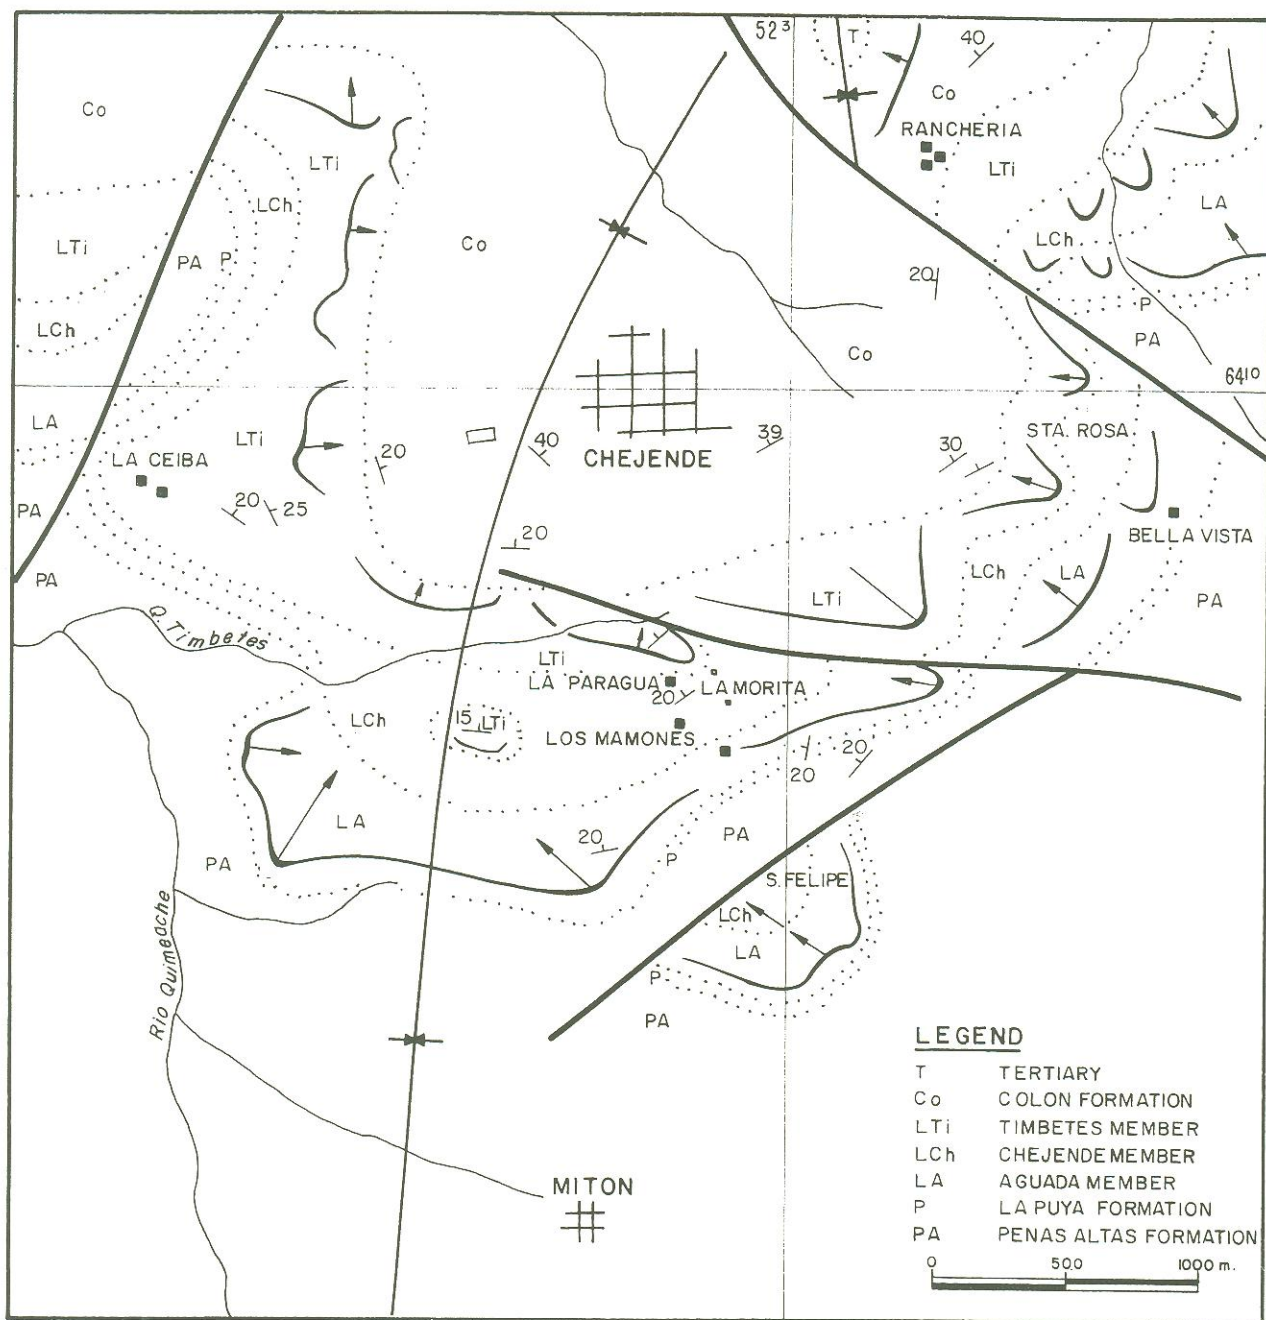 52³
T
40
Co
Co
RANCHERIA
LTi
LTi
LCh
LA
Co
LTi
PA
P
LCh
20
P
LCh
Co
PA
64¹⁰
LA
LTi
STA. ROSA
LA CEIBA
20
40
39
CHEJENDE
30
20
25
PA
20
BELLA VISTA
PA
LCh
LA
PA
LTi
Q. Timbetes
LTi
LA PARAGUA
LA MORITA
20
LCh
15
LTi
LOS MAMONES
20
20
LA
20
PA
PA
P
S. FELIPE
LCh
LA
P
PA
Rio Quimbache
LEGEND
T TERTIARY
Co COLON FORMATION
LTi TIMBETES MEMBER
LCh CHEJENDE MEMBER
LA AGUADA MEMBER
P LA PUYA FORMATION
PA PENAS ALTAS FORMATION
0 500 1000 m.
MITON